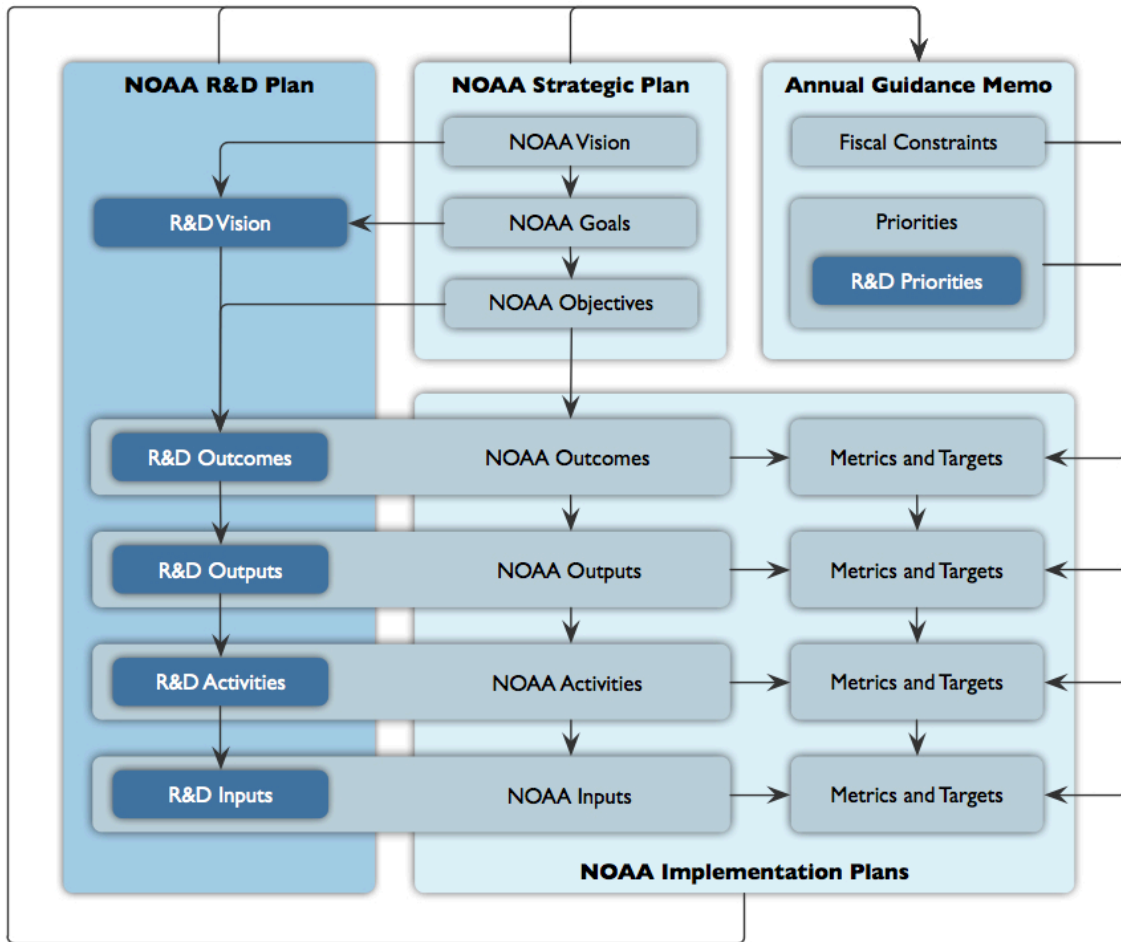 NOAA R&D Plan
NOAA Strategic Plan
Annual Guidance Memo
NOAA Vision
Fiscal Constraints
R&D Vision
NOAA Goals
Priorities
R&D Priorities
NOAA Objectives
R&D Outcomes
NOAA Outcomes
Metrics and Targets
R&D Outputs
NOAA Outputs
Metrics and Targets
R&D Activities
NOAA Activities
Metrics and Targets
R&D Inputs
NOAA Inputs
Metrics and Targets
NOAA Implementation Plans